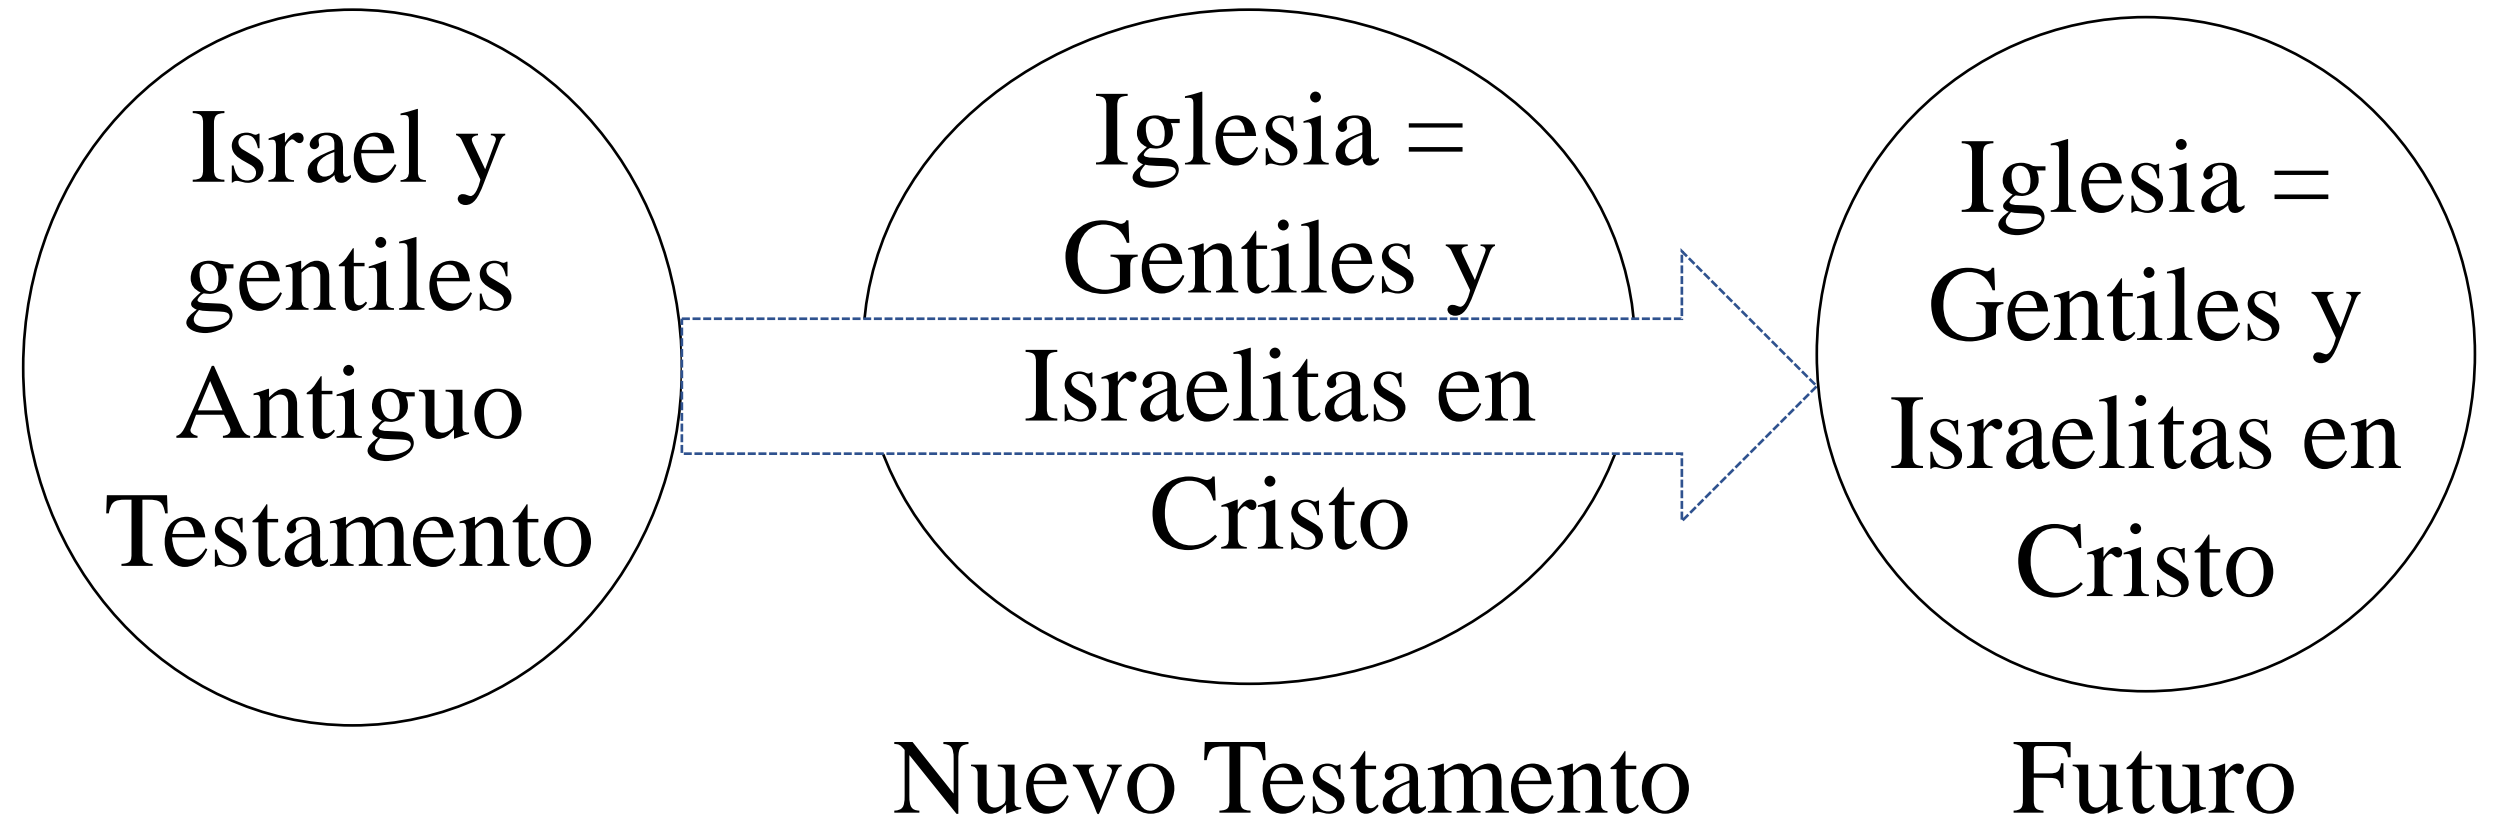 Israel y
gentiles
Antiguo
Testamento
Iglesia =
Gentiles y
Israelitas en
Cristo
Nuevo Testamento
Iglesia =
Gentiles y
Israelitas en
Cristo
Futuro